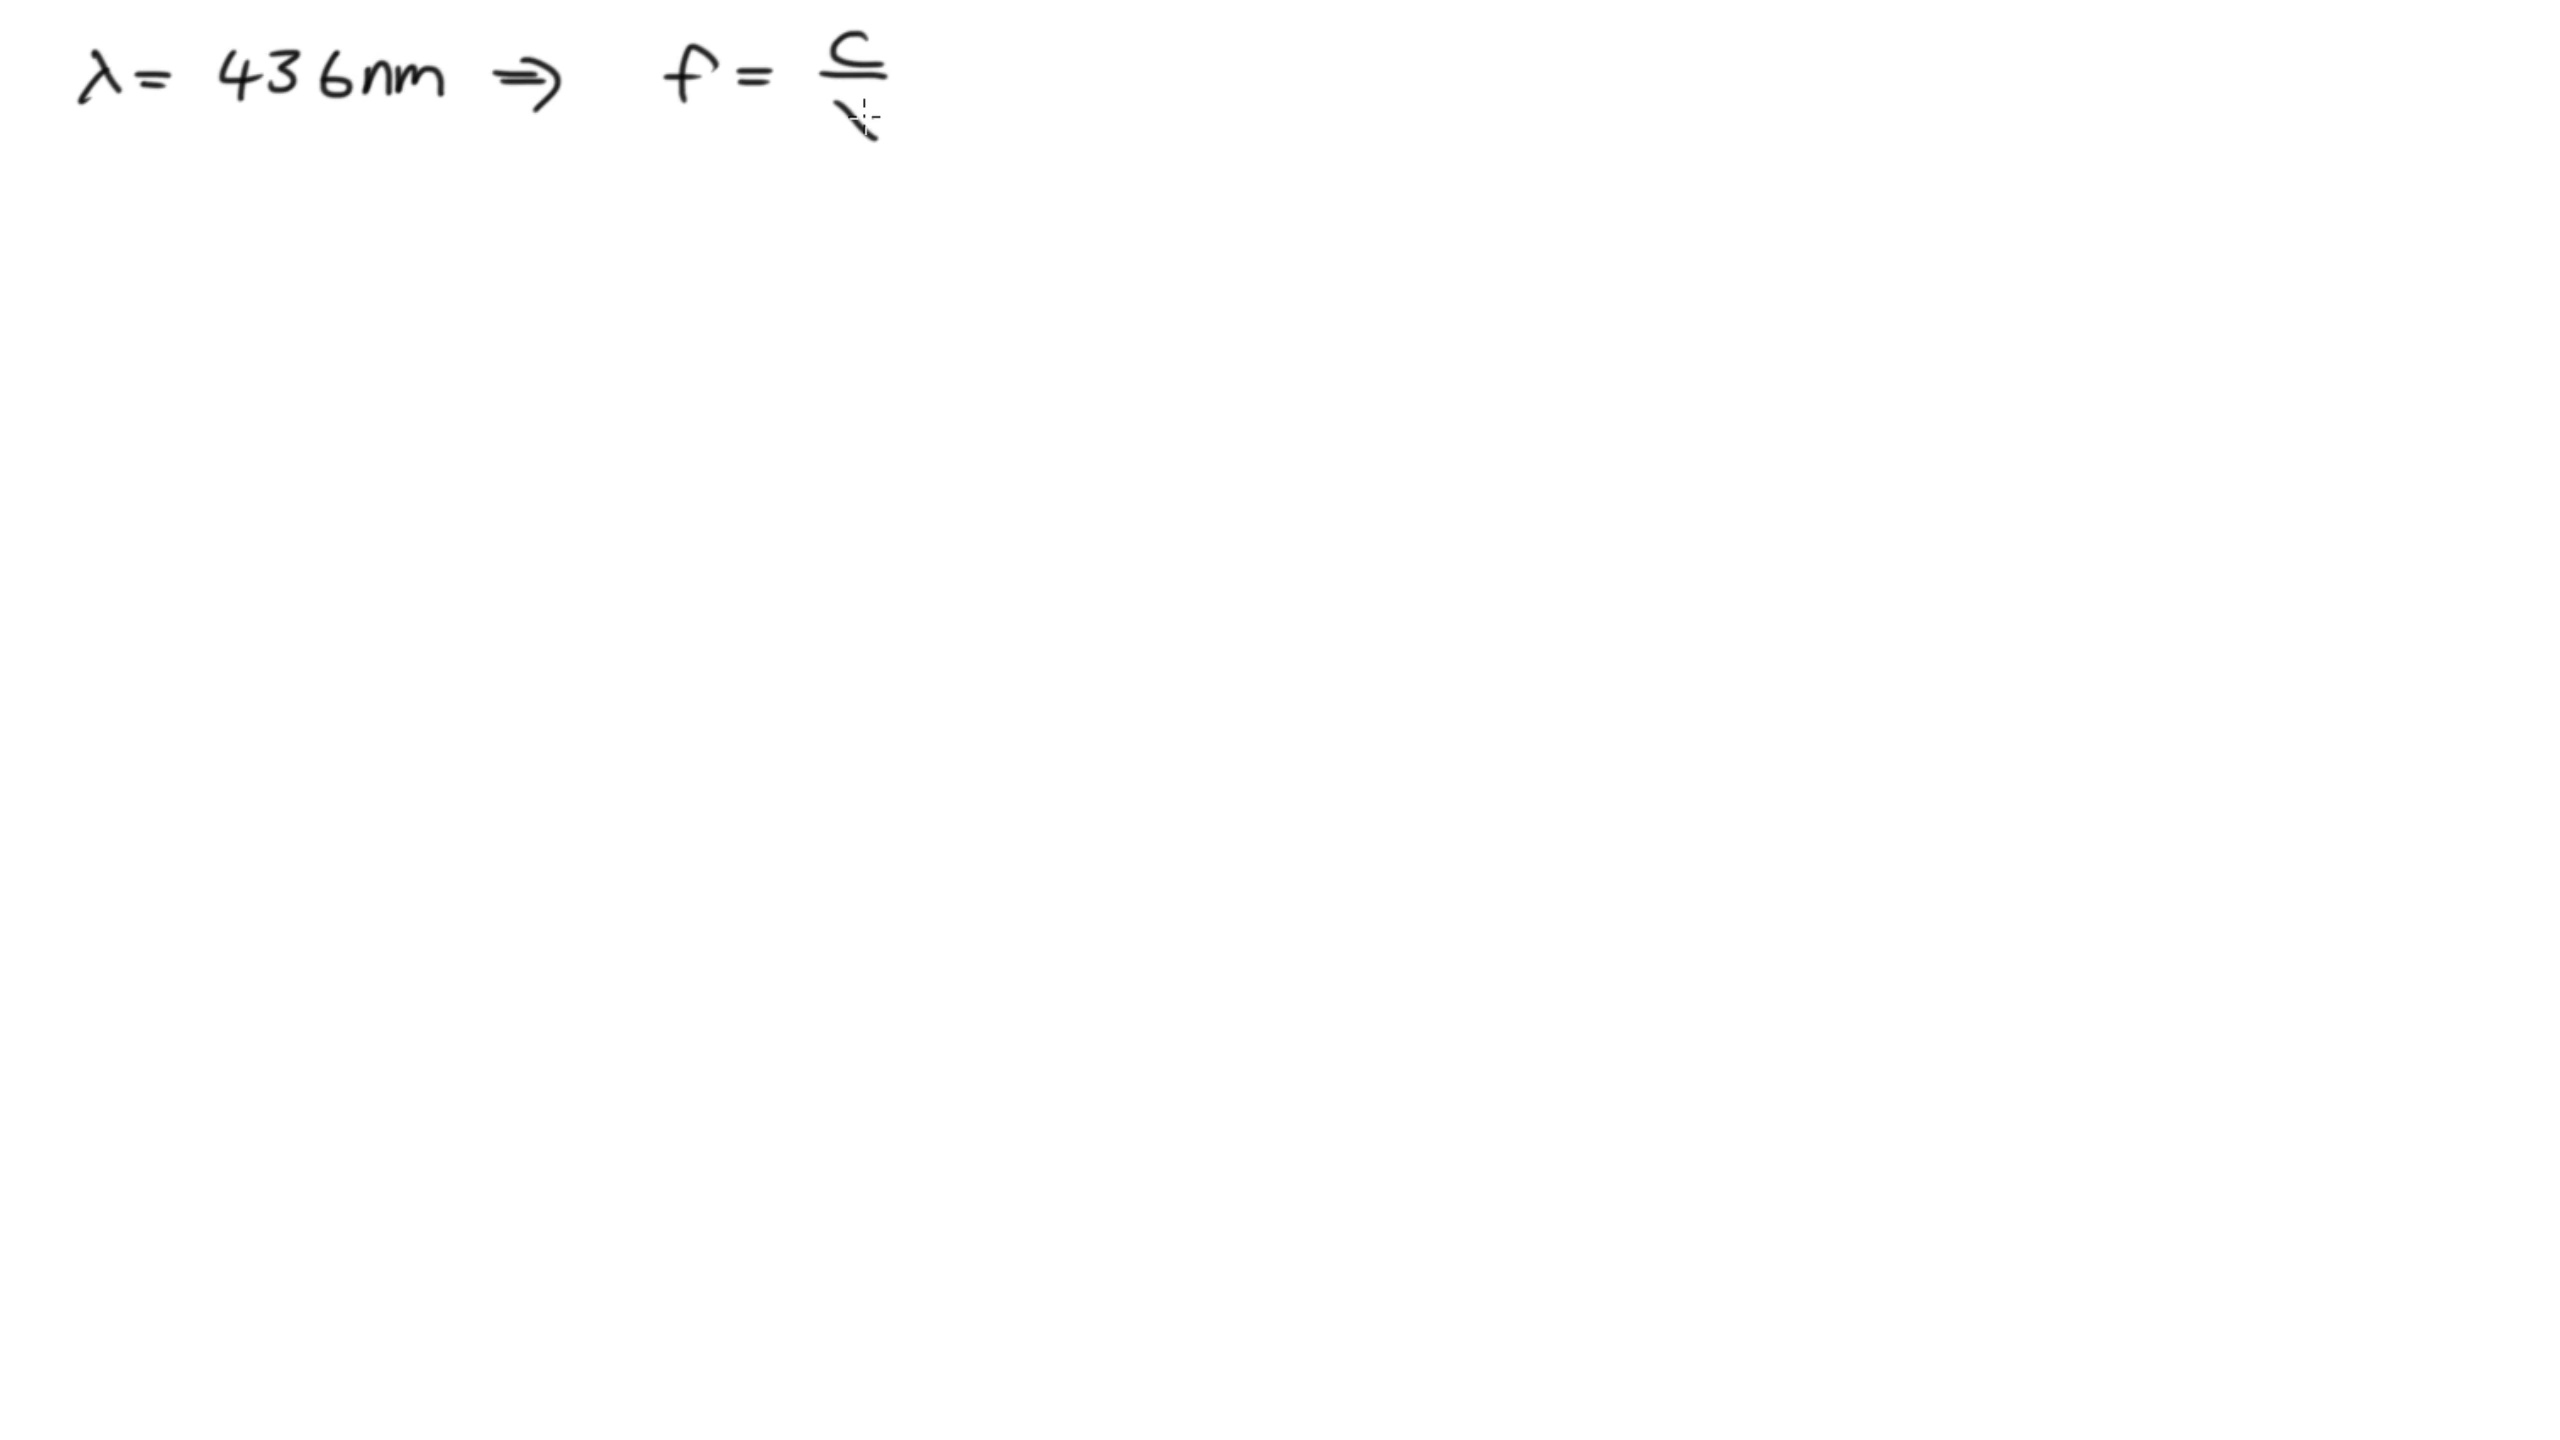 λ = 436nm ⇒ f = c/λ